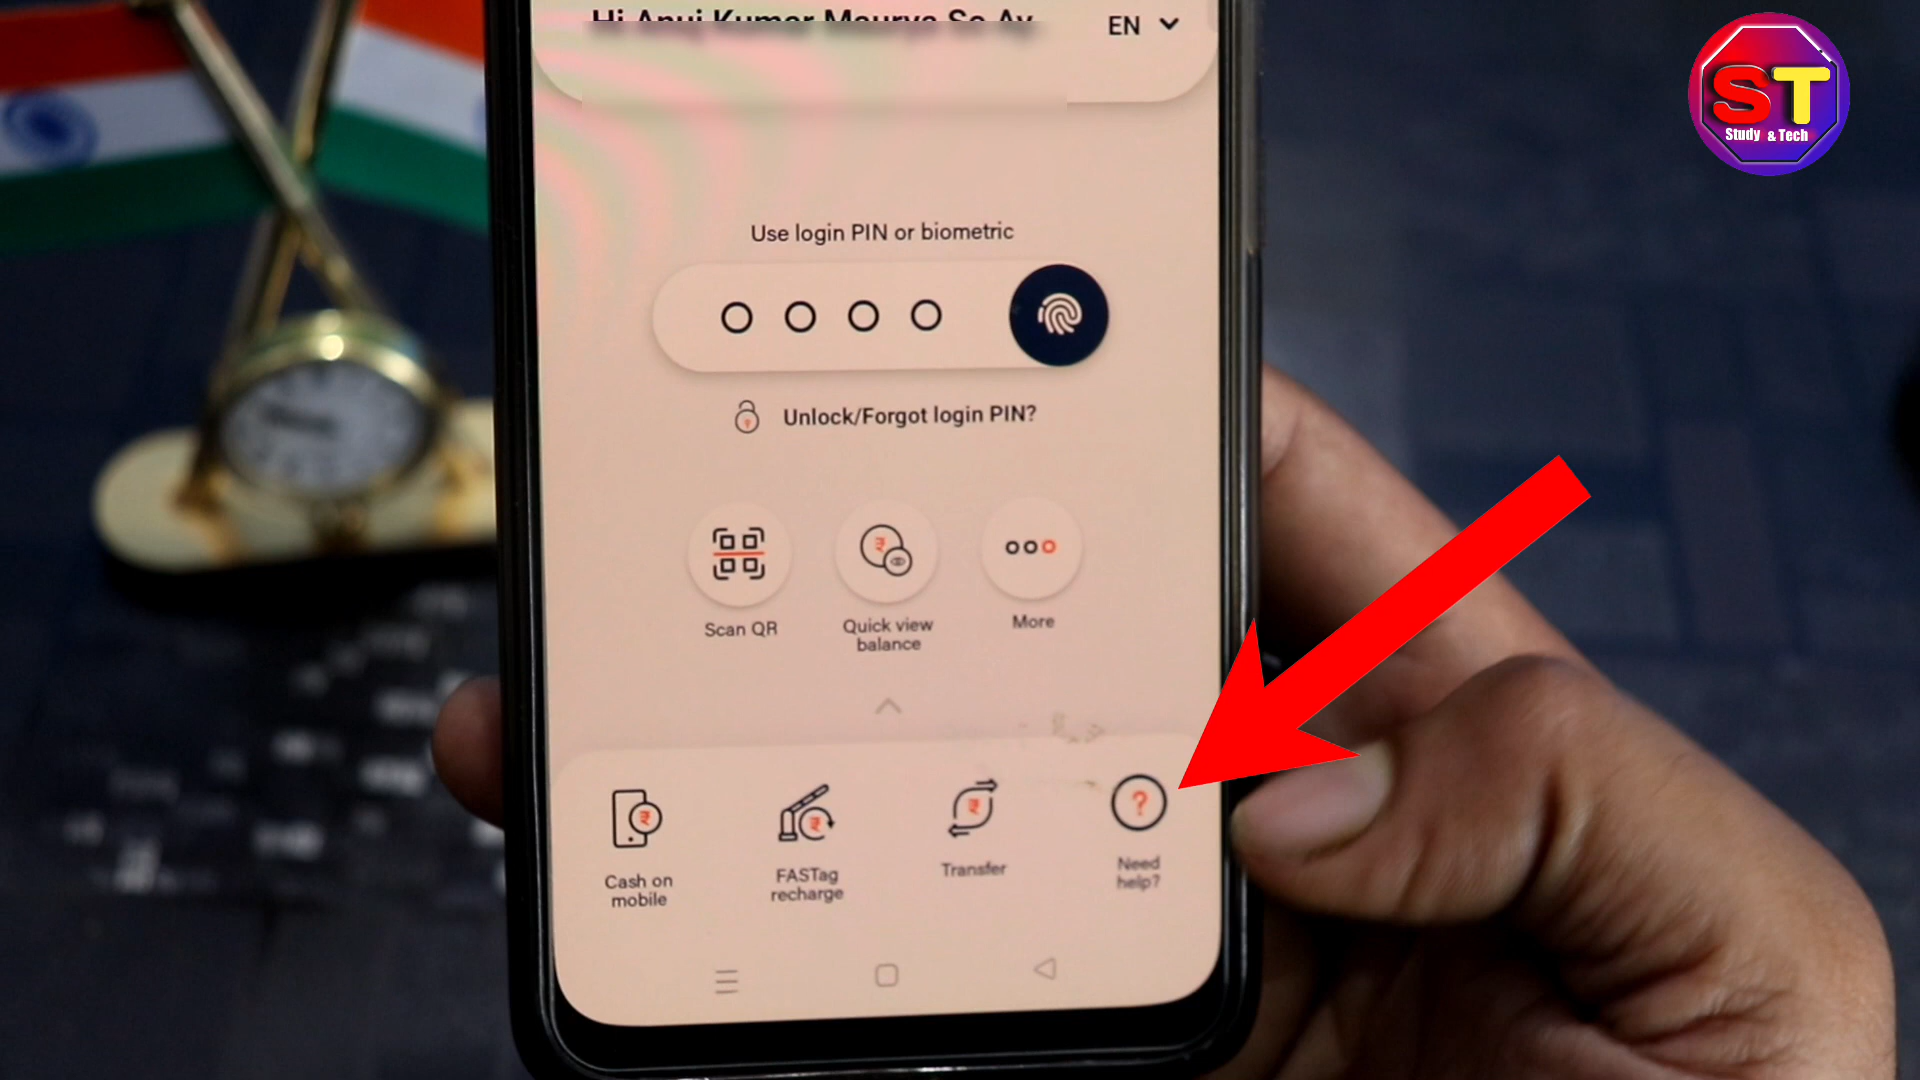 EN
ST
Study & Tech
Use login PIN or biometric
Unlock/Forgot login PIN?
Scan QR
Quick view
balance
More
Cash on
mobile
FASTag
recharge
Transfer
Need
help?